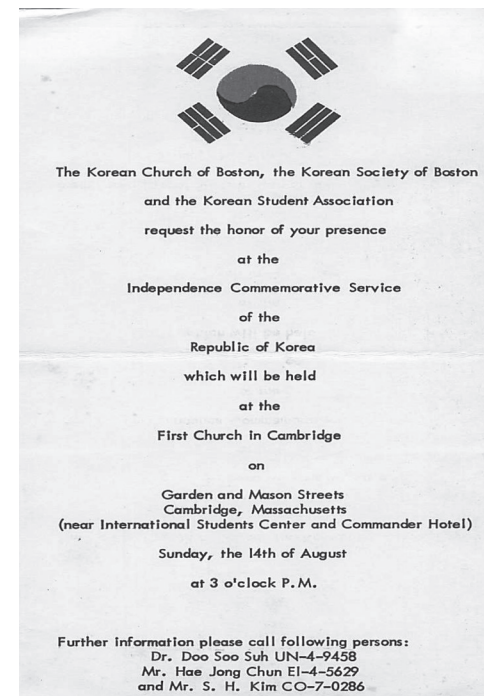 The Korean Church of Boston, the Korean Society of Boston
and the Korean Student Association
request the honor of your presence
at the
Independence Commemorative Service
of the
Republic of Korea
which will be held
at the
First Church in Cambridge
on
Garden and Mason Streets
Cambridge, Massachusetts
(near International Students Center and Commander Hotel)
Sunday, the 14th of August
at 3 o'clock P.M.
Further information please call following persons:
Dr. Doo Soo Suh UN-4-9458
Mr. Hae Jong Chun El-4-5629
and Mr. S. H. Kim CO-7-0286